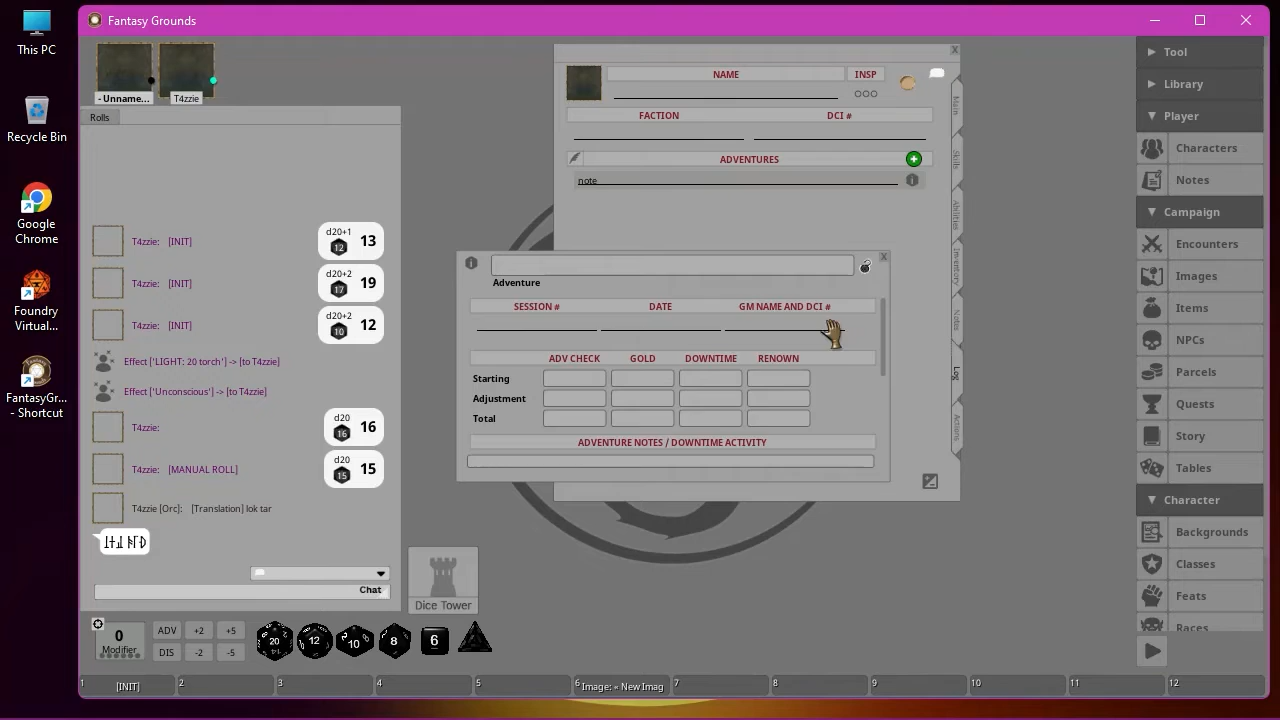 This PC
Recycle Bin
Google
Chrome
Foundry
Virtual...
FantasyGr...
- Shortcut
Fantasy Grounds
- Unname...
T4zzie
Rolls
T4zzie: [INIT]
d20+1
12
13
T4zzie: [INIT]
d20+2
17
19
T4zzie: [INIT]
d20+2
10
12
Effect ['LIGHT: 20 torch'] -> [to T4zzie]
Effect ['Unconscious'] -> [to T4zzie]
T4zzie:
d20
16
16
T4zzie: [MANUAL ROLL]
d20
15
15
T4zzie [Orc]: [Translation] lok tar
Chat
Dice Tower
0
Modifier
ADV
+2
+5
DIS
-2
-5
20
12
10
8
6
NAME
INSP
FACTION
DCI #
ADVENTURES
note
Main
Skills
Abilities
Inventory
Notes
Log
Actions
Adventure
SESSION #
DATE
GM NAME AND DCI #
ADV CHECK
GOLD
DOWNTIME
RENOWN
Starting
Adjustment
Total
ADVENTURE NOTES / DOWNTIME ACTIVITY
Tool
Library
Player
Characters
Notes
Campaign
Encounters
Images
Items
NPCs
Parcels
Quests
Story
Tables
Character
Backgrounds
Classes
Feats
Races
1
[INIT]
2
3
4
5
6
Image: « New Imag
7
8
9
10
11
12